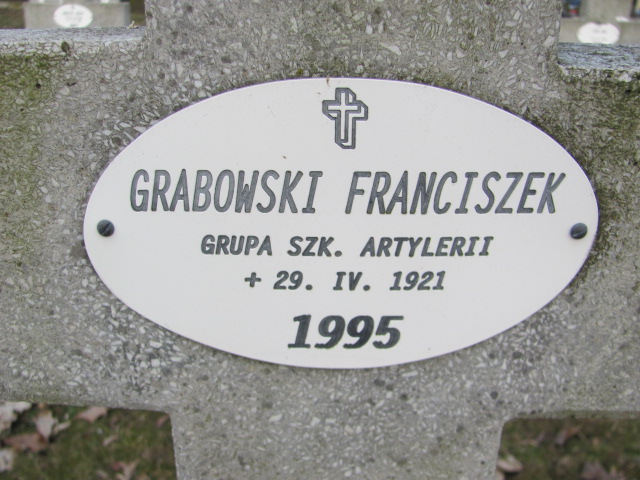 GRABOWSKI FRANCISZEK
GRUPA SZK. ARTYLERII
+ 29. IV. 1921
1995